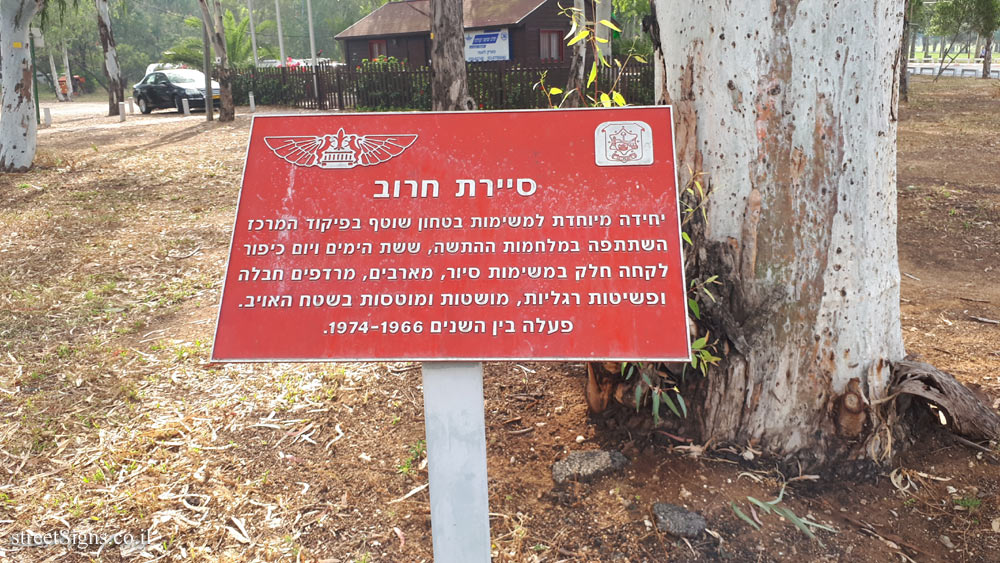 סיירת חרוב
יחידה מיוחדת למשימות בטחון שוטף בפיקוד המרכז
השתתפה במלחמות ההתשה, ששת הימים ויום כיפור
לקחה חלק במשימות סיור, מארבים, מרדפים חבלה
ופשיטות רגליות, מושטות ומוטסות בשטח האויב.
פעלה בין השנים 1974-1966.
streetSigns.co.il